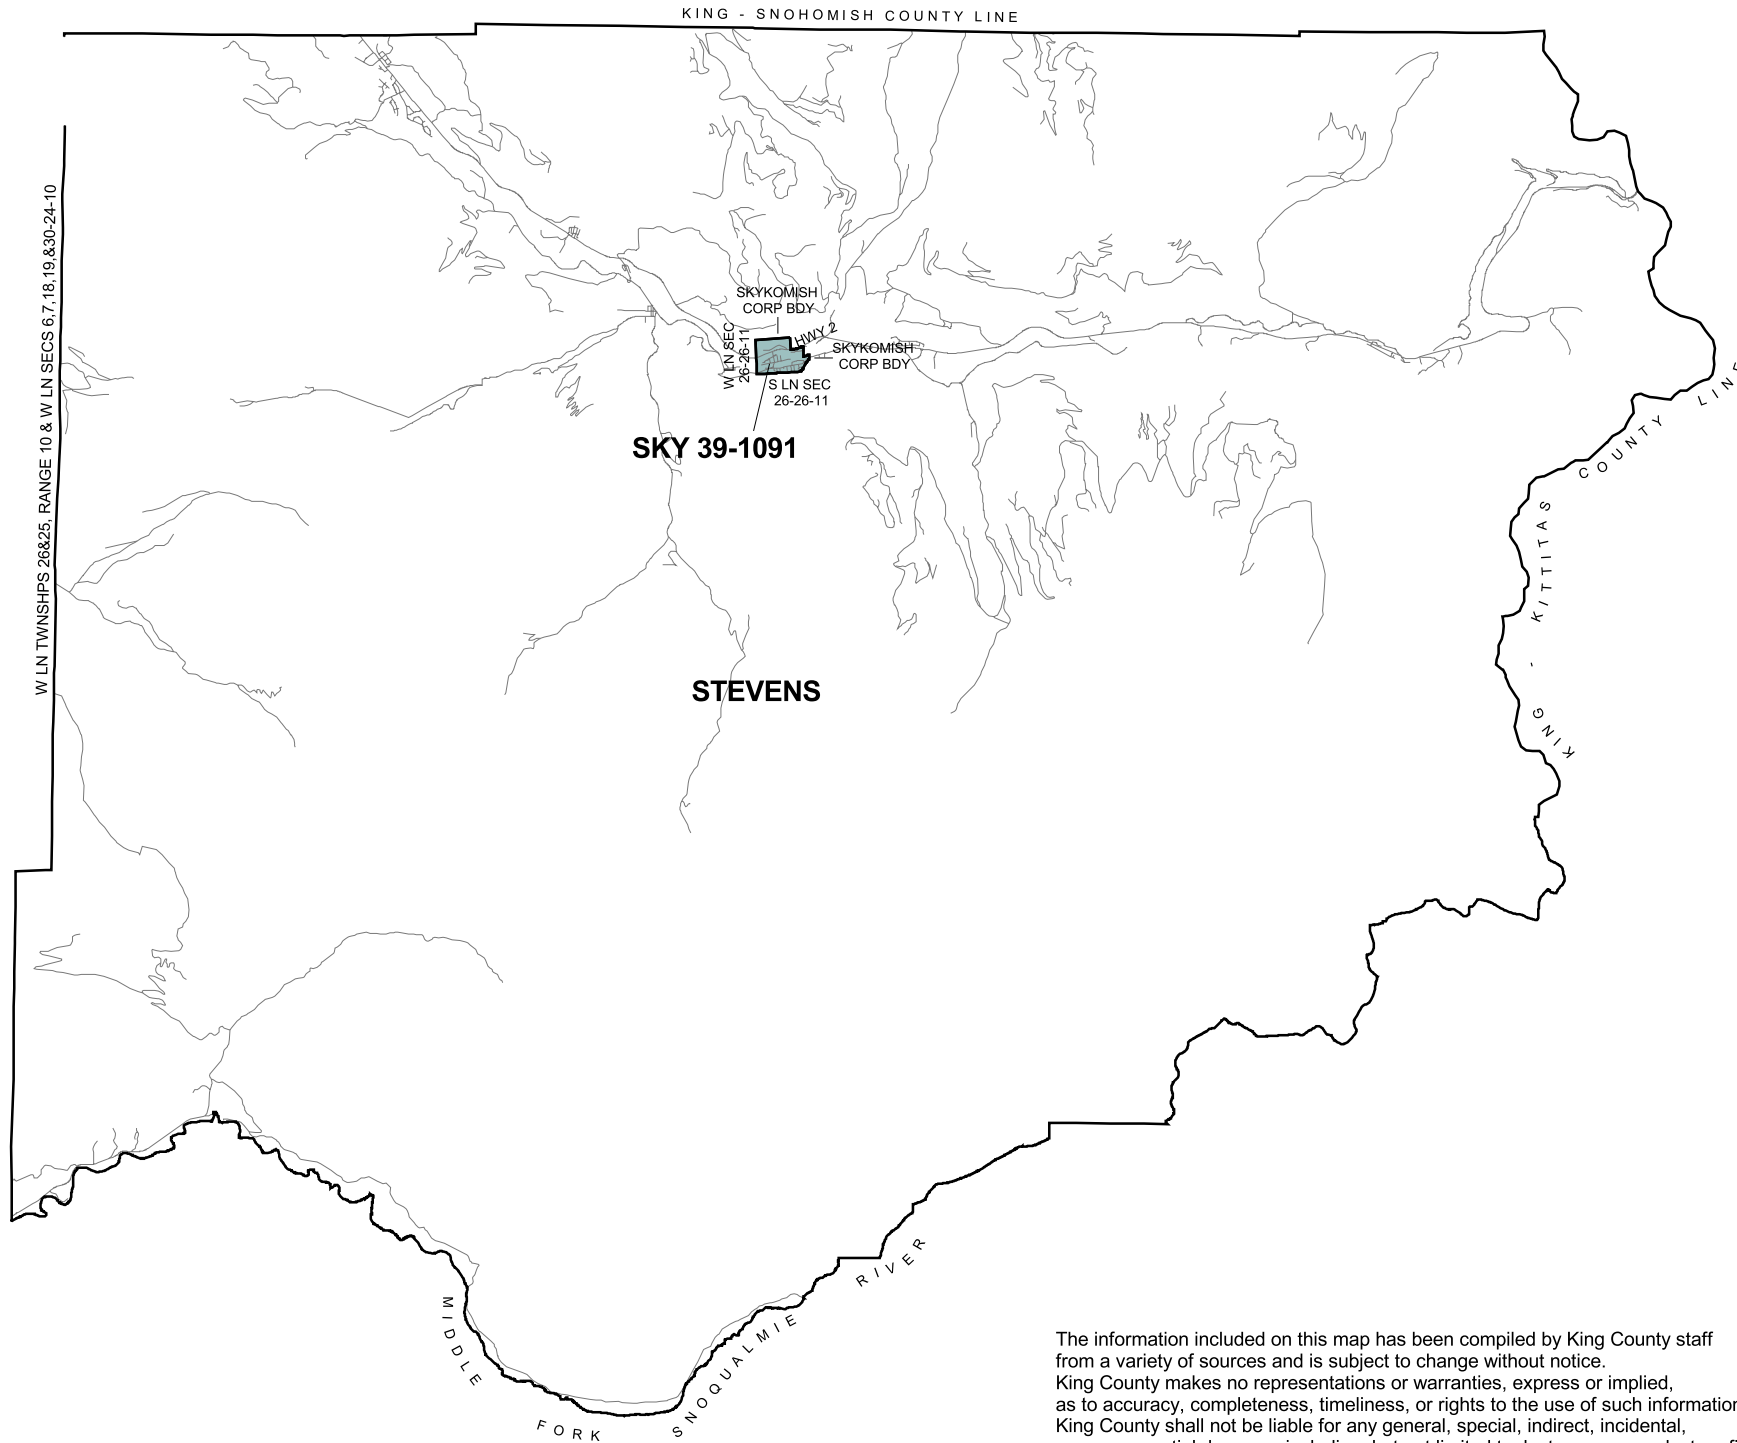 KING - SNOHOMISH COUNTY LINE
W LN TWNSHPS 26&25, RANGE 10 & W LN SECS 6,7,18,19,&30-24-10
SKYKOMISH
CORP BDY
HWY 2
W LN SEC
26-26-11
SKYKOMISH
CORP BDY
S LN SEC
26-26-11
SKY 39-1091
STEVENS
KING - KITTITAS COUNTY LINE
MIDDLE FORK SNOQUALMIE RIVER
The information included on this map has been compiled by King County staff
from a variety of sources and is subject to change without notice.
King County makes no representations or warranties, express or implied,
as to accuracy, completeness, timeliness, or rights to the use of such information
King County shall not be liable for any general, special, indirect, incidental,